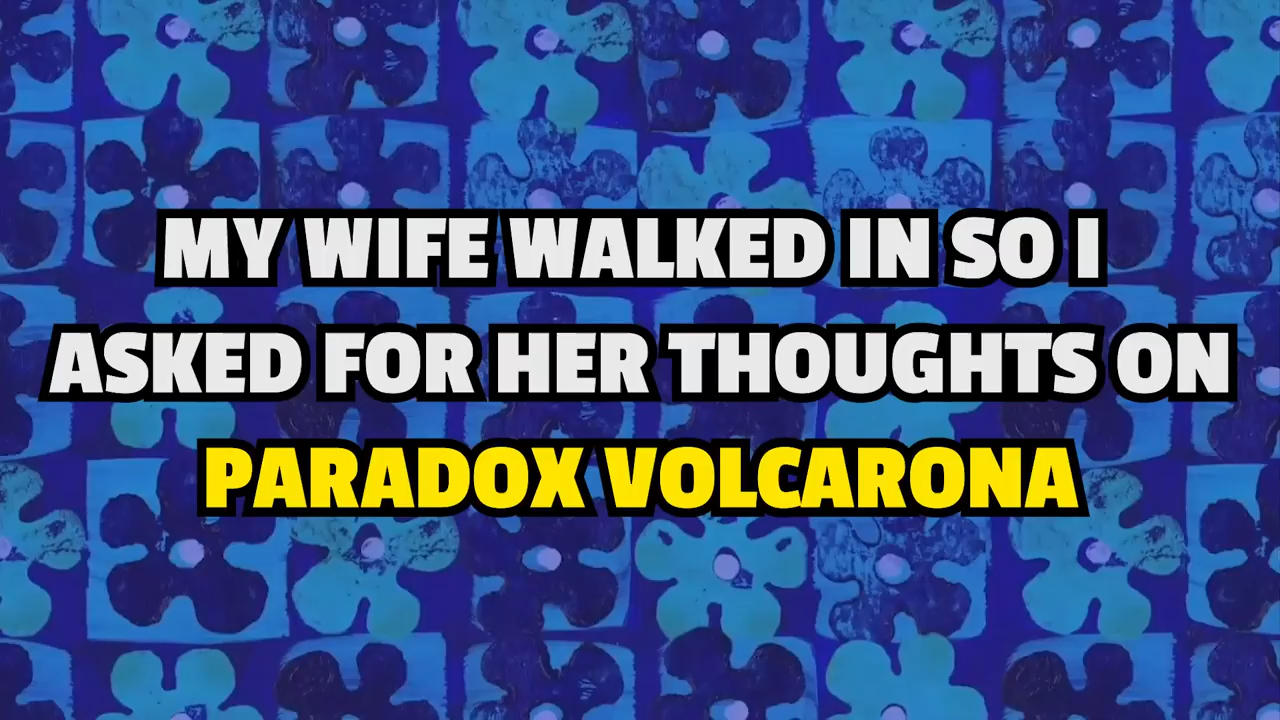 MY WIFE WALKED IN SO I
ASKED FOR HER THOUGHTS ON
PARADOX VOLCARONA